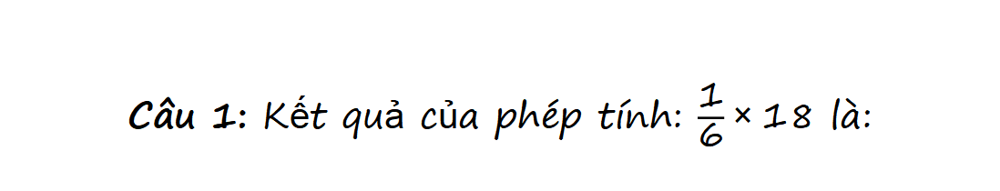 Câu 1: Kết quả của phép tính: 1/6 × 18 là: